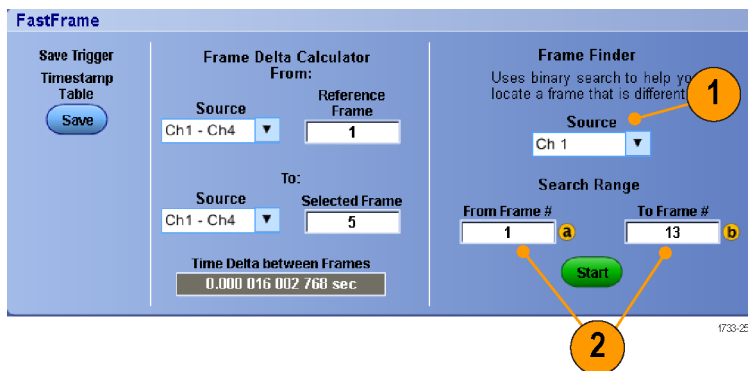 FastFrame
Save Trigger
Timestamp
Table
Save
Frame Delta Calculator
From:
Source
Reference
Frame
Ch1 - Ch4
1
To:
Source
Selected Frame
Ch1 - Ch4
5
Time Delta between Frames
0.000 016 002 768 sec
Frame Finder
Uses binary search to help
locate a frame that is different
1
Source
Ch 1
Search Range
From Frame #
To Frame #
1
a
13
b
Start
2
1733-25